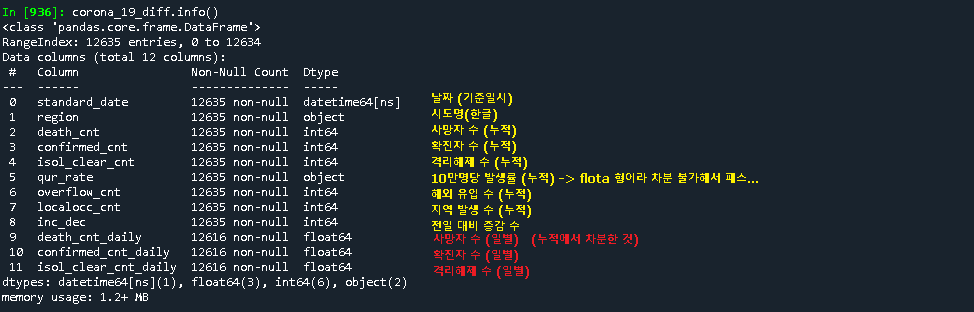 In [936]: corona_19_diff.info()
<class 'pandas.core.frame.DataFrame'>
RangeIndex: 12635 entries, 0 to 12634
Data columns (total 12 columns):
# Column Non-Null Count Dtype
--- ------ -------------- -----
0 standard_date 12635 non-null datetime64[ns] 날짜 (기준일시)
1 region 12635 non-null object 시도명(한글)
2 death_cnt 12635 non-null int64 사망자 수 (누적)
3 confirmed_cnt 12635 non-null int64 확진자 수 (누적)
4 isol_clear_cnt 12635 non-null int64 격리해제 수 (누적)
5 qur_rate 12635 non-null object 10만명당 발생률 (누적) -> flota 형이라 차분 불가해서 패스...
6 overflow_cnt 12635 non-null int64 해외 유입 수 (누적)
7 localocc_cnt 12635 non-null int64 지역 발생 수 (누적)
8 inc_dec 12635 non-null int64 전일 대비 증감 수
9 death_cnt_daily 12616 non-null float64 사망자 수 (일별) (누적에서 차분한 것)
10 confirmed_cnt_daily 12616 non-null float64 확진자 수 (일별)
11 isol_clear_cnt_daily 12616 non-null float64 격리해제 수 (일별)
dtypes: datetime64[ns](1), float64(3), int64(6), object(2)
memory usage: 1.2+ MB